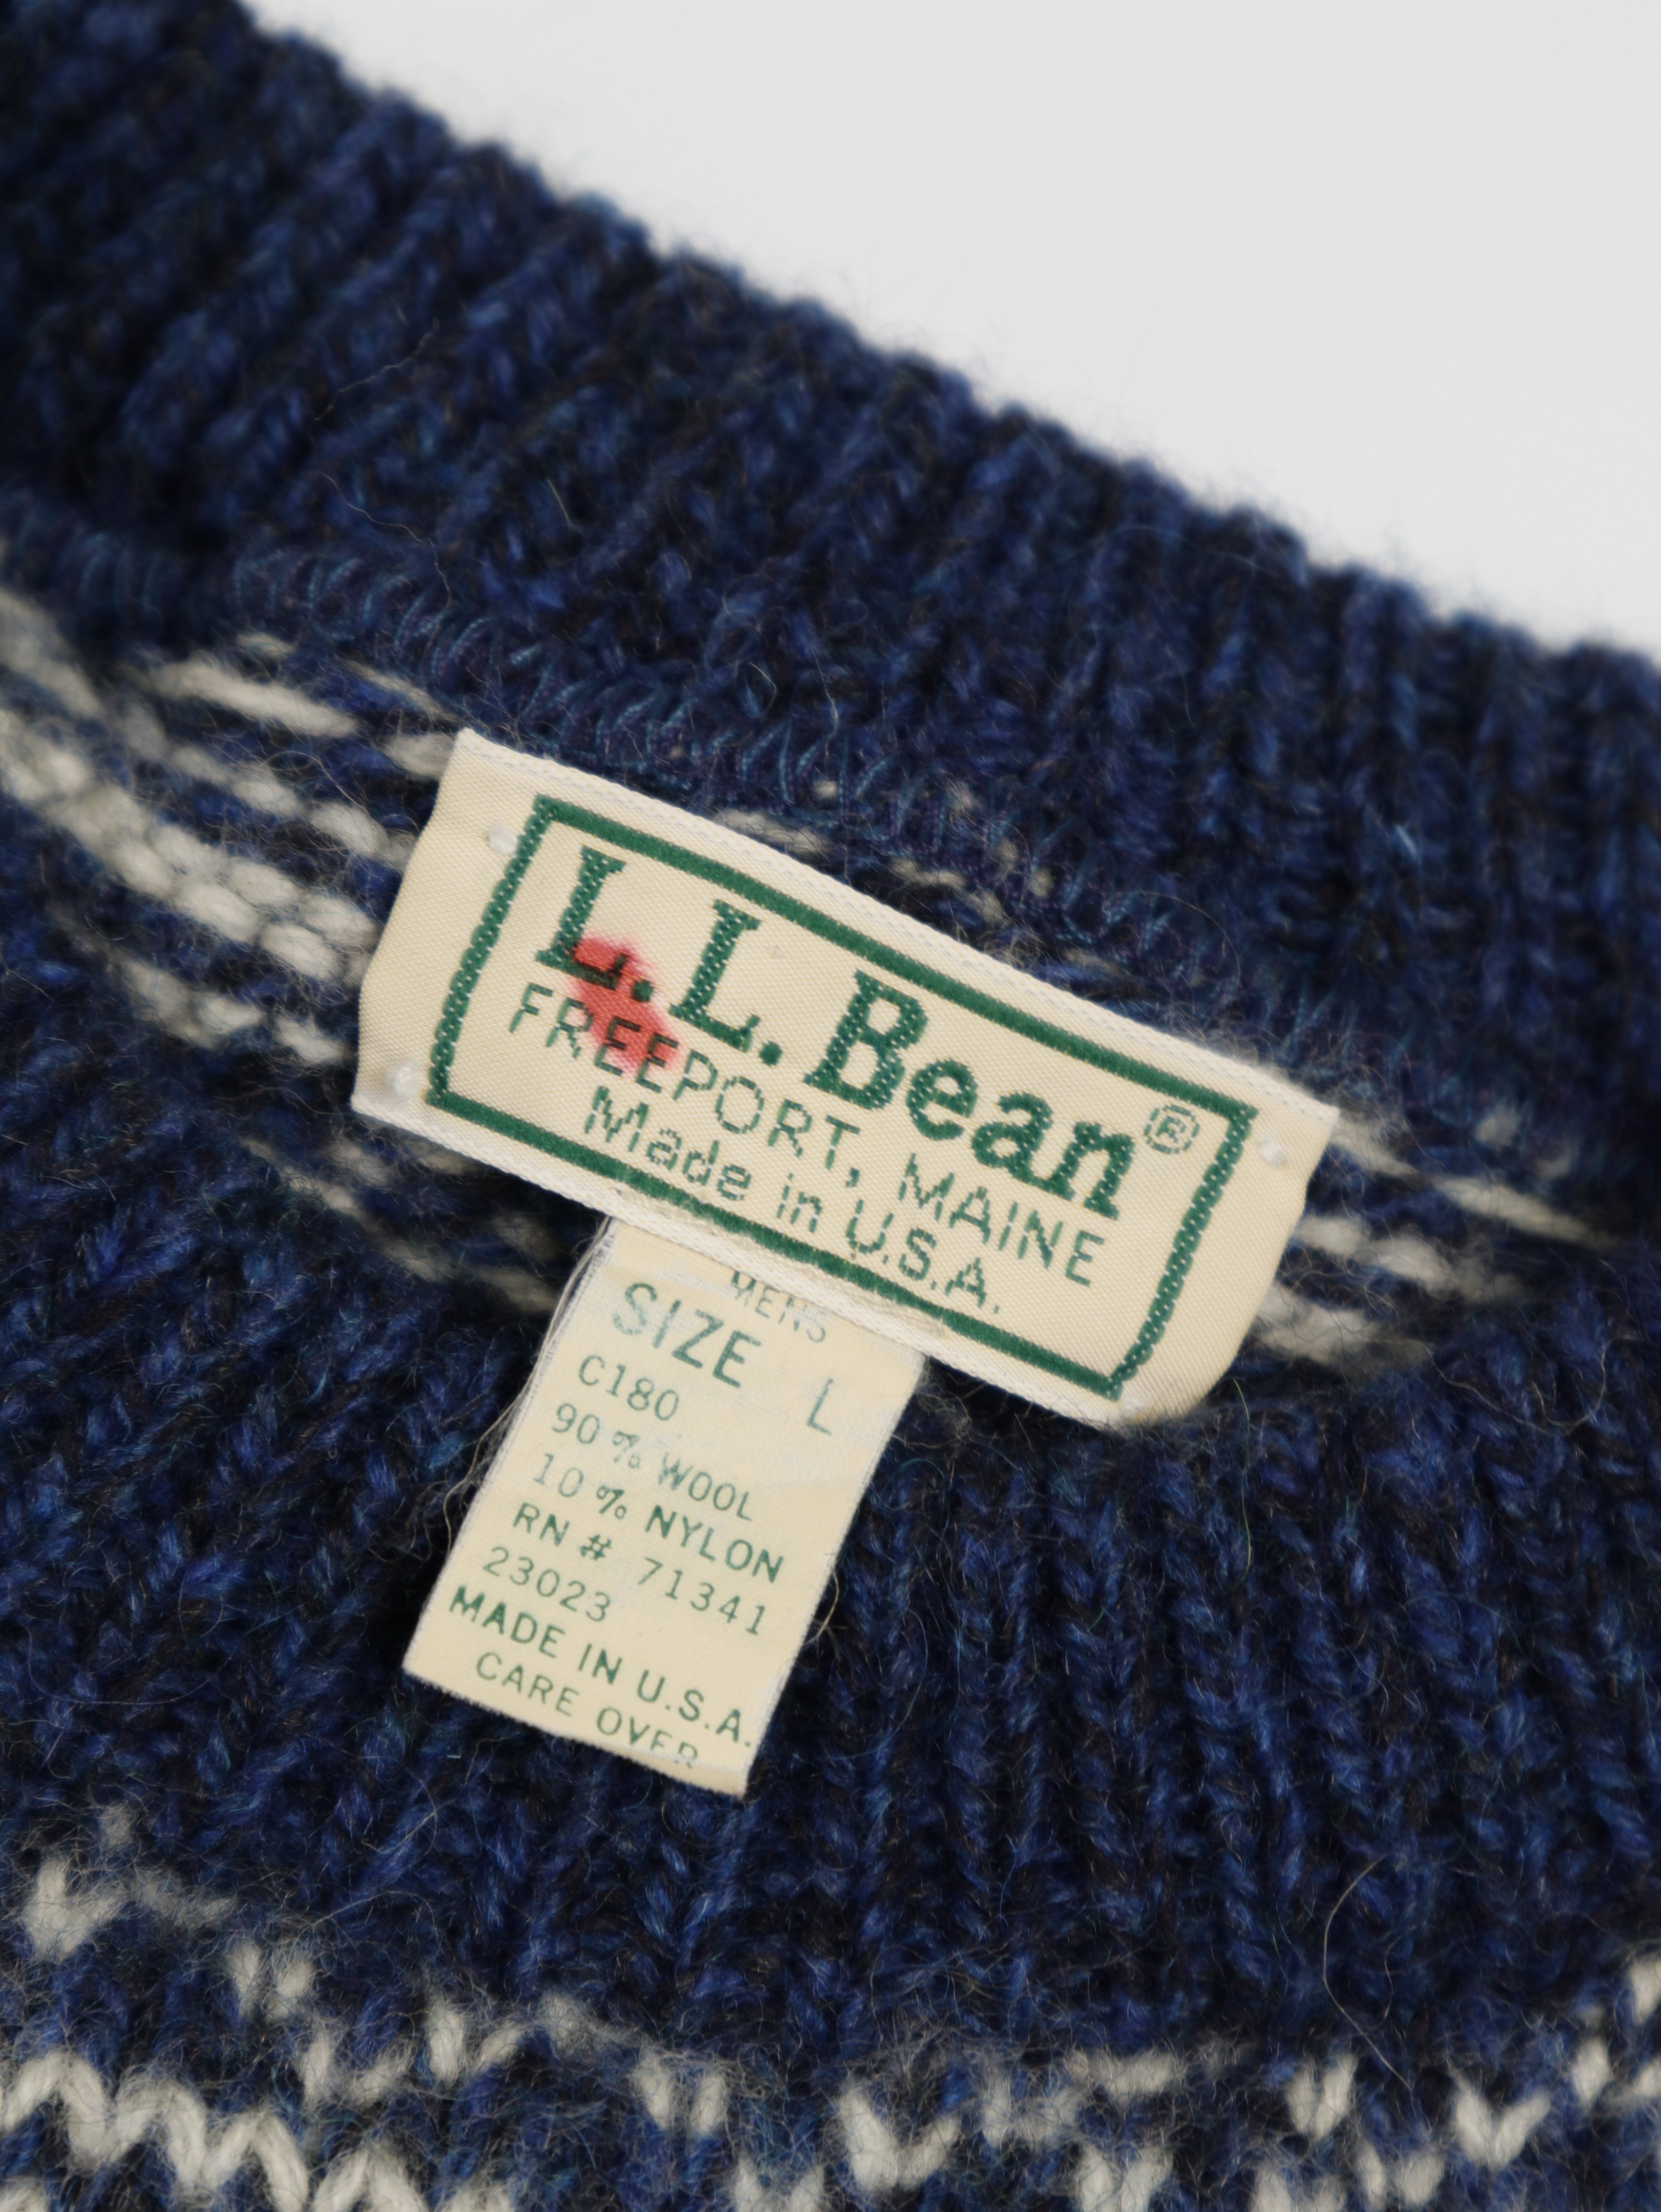 L.L.Bean®
FREEPORT, MAINE
Made in U.S.A.
MENS
SIZE L
C180
90% WOOL
10% NYLON
RN# 71341
23023
MADE IN U.S.A.
CARE OVER